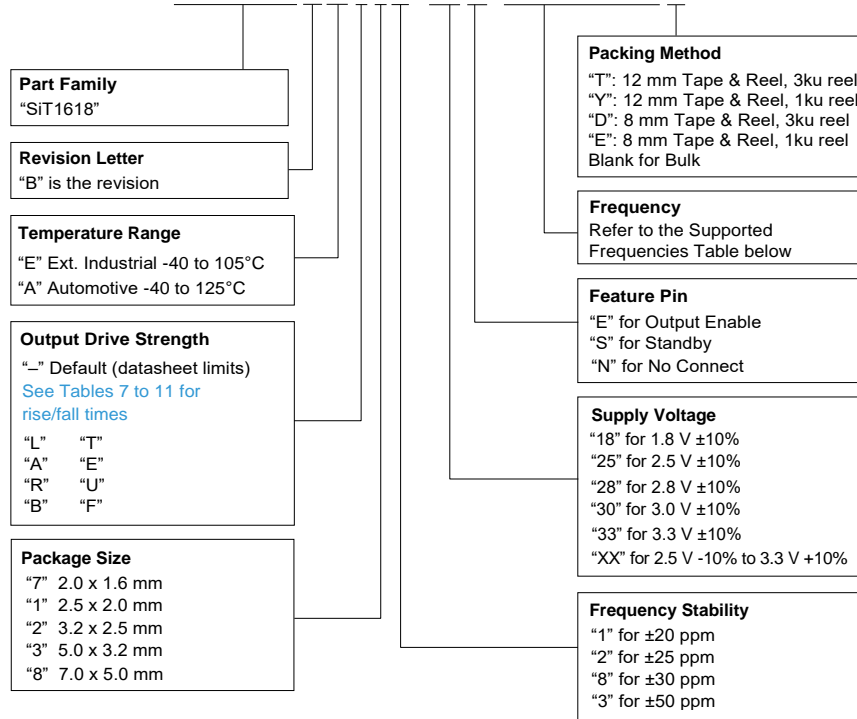 Part Family
“SiT1618”
Revision Letter
“B” is the revision
Temperature Range
“E” Ext. Industrial -40 to 105°C
“A” Automotive -40 to 125°C
Output Drive Strength
“–” Default (datasheet limits)
See Tables 7 to 11 for
rise/fall times
“L” “T”
“A” “E”
“R” “U”
“B” “F”
Package Size
“7” 2.0 x 1.6 mm
“1” 2.5 x 2.0 mm
“2” 3.2 x 2.5 mm
“3” 5.0 x 3.2 mm
“8” 7.0 x 5.0 mm
Packing Method
“T”: 12 mm Tape & Reel, 3ku reel
“Y”: 12 mm Tape & Reel, 1ku reel
“D”: 8 mm Tape & Reel, 3ku reel
“E”: 8 mm Tape & Reel, 1ku reel
Blank for Bulk
Frequency
Refer to the Supported
Frequencies Table below
Feature Pin
“E” for Output Enable
“S” for Standby
“N” for No Connect
Supply Voltage
“18” for 1.8 V ±10%
“25” for 2.5 V ±10%
“28” for 2.8 V ±10%
“30” for 3.0 V ±10%
“33” for 3.3 V ±10%
“XX” for 2.5 V -10% to 3.3 V +10%
Frequency Stability
“1” for ±20 ppm
“2” for ±25 ppm
“8” for ±30 ppm
“3” for ±50 ppm